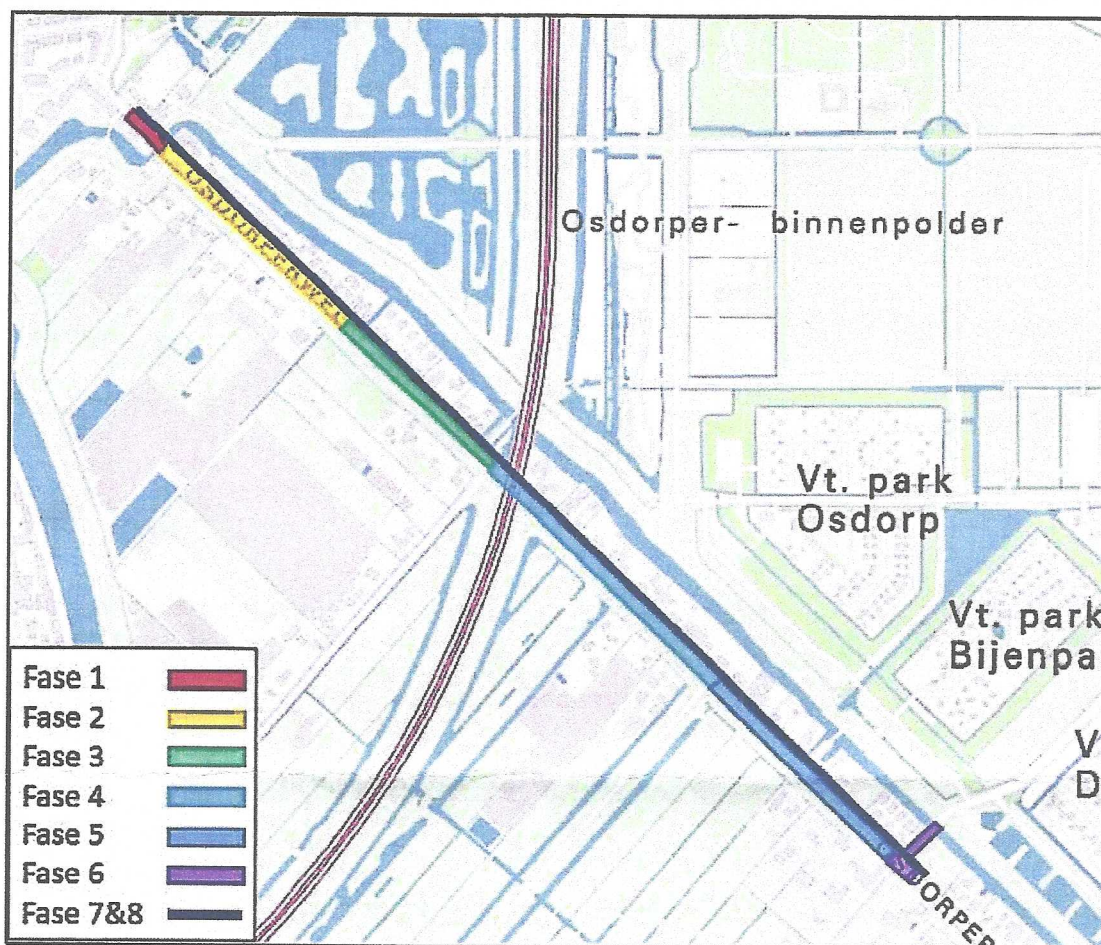 Osdorper- binnenpolder
Vt. park
Osdorp
Vt. park
Bijenpa
V
D
Fase 1
Fase 2
Fase 3
Fase 4
Fase 5
Fase 6
Fase 7&8